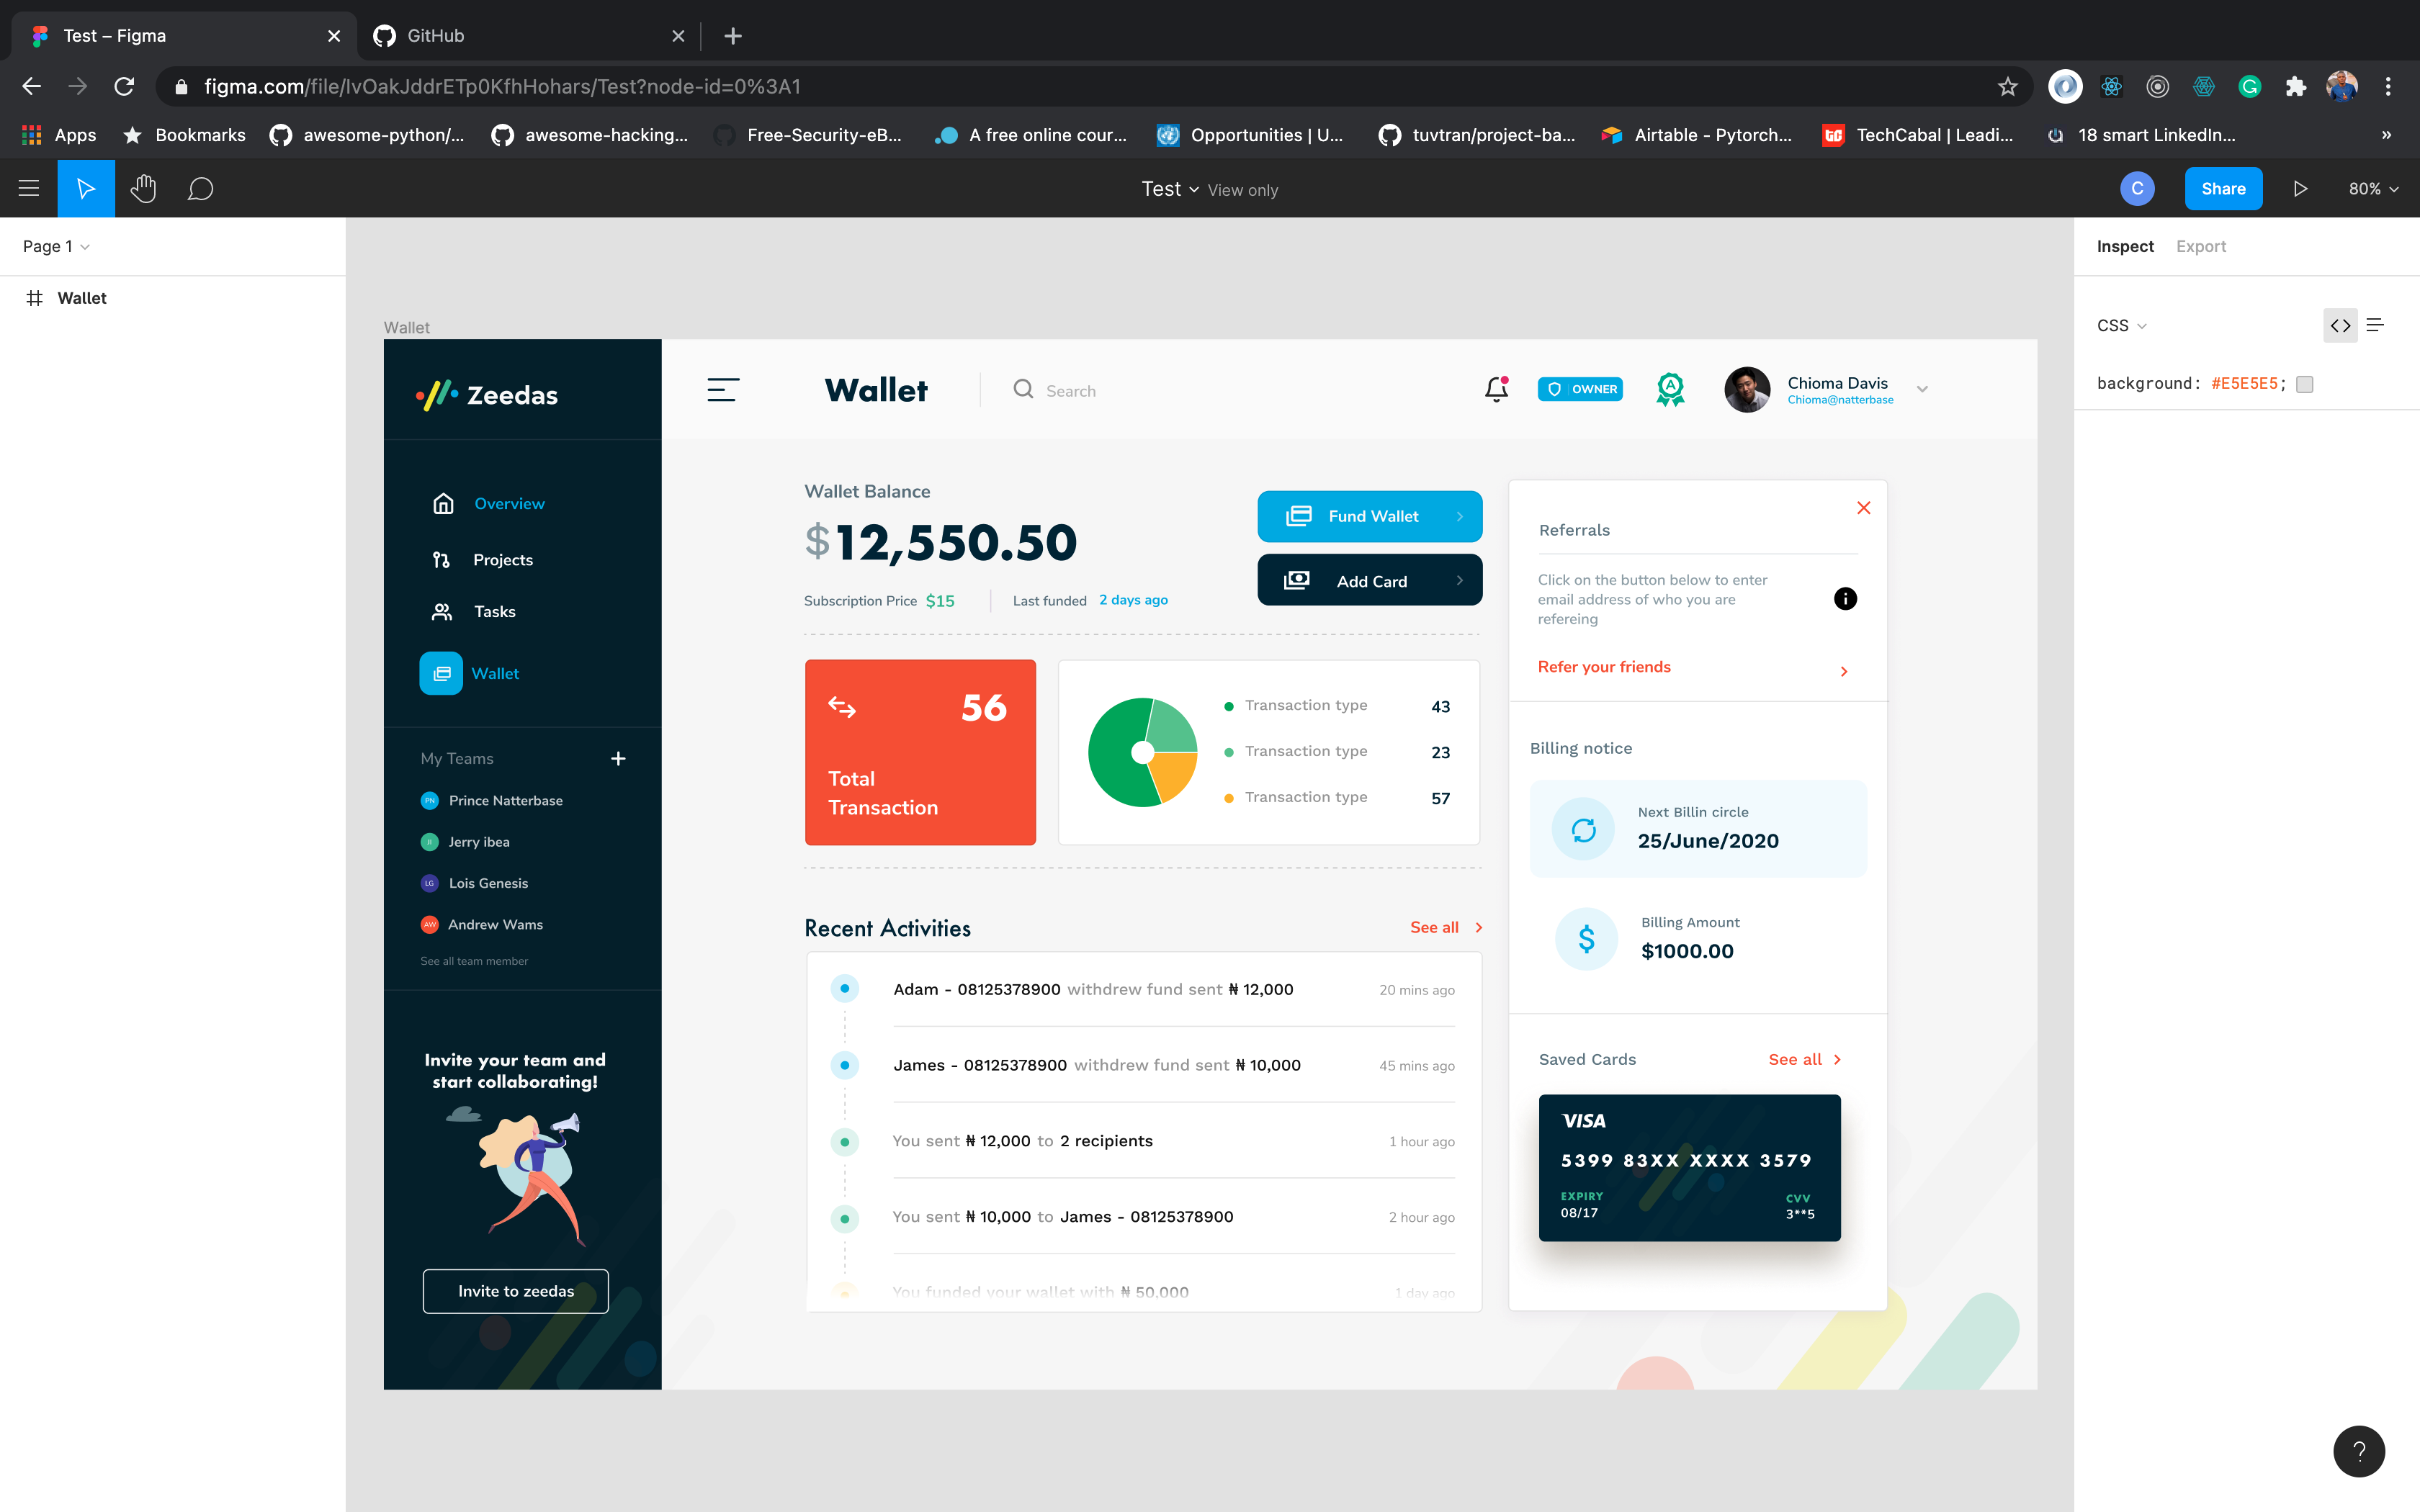 Test – Figma
GitHub
figma.com/file/IvOakJddrETp0KfhHohars/Test?node-id=0%3A1
Apps
Bookmarks
awesome-python/...
awesome-hacking...
Free-Security-eB...
A free online cour...
Opportunities | U...
tuvtran/project-ba...
Airtable - Pytorch...
TechCabal | Leadi...
18 smart LinkedIn...
»
Test
View only
C
Share
80%
Page 1
Wallet
Inspect
Export
CSS
background: #E5E5E5;
Wallet
Zeedas
Overview
Projects
Tasks
Wallet
My Teams
PN Prince Natterbase
JI Jerry ibea
LG Lois Genesis
AW Andrew Wams
See all team member
Invite your team and
start collaborating!
Invite to zeedas
Wallet
Search
OWNER
A
Chioma Davis
Chioma@natterbase
Wallet Balance
$12,550.50
Subscription Price $15
Last funded 2 days ago
Fund Wallet
Add Card
56
Total
Transaction
Transaction type 43
Transaction type 23
Transaction type 57
Recent Activities
See all
Adam - 08125378900 withdrew fund sent ₦ 12,000 20 mins ago
James - 08125378900 withdrew fund sent ₦ 10,000 45 mins ago
You sent ₦ 12,000 to 2 recipients 1 hour ago
You sent ₦ 10,000 to James - 08125378900 2 hour ago
You funded your wallet with ₦ 50,000 1 day ago
Referrals
Click on the button below to enter
email address of who you are
refereing
Refer your friends
Billing notice
Next Billin circle
25/June/2020
$
Billing Amount
$1000.00
Saved Cards
See all
VISA
5399 83XX XXXX 3579
EXPIRY
08/17
CVV
3**5
?